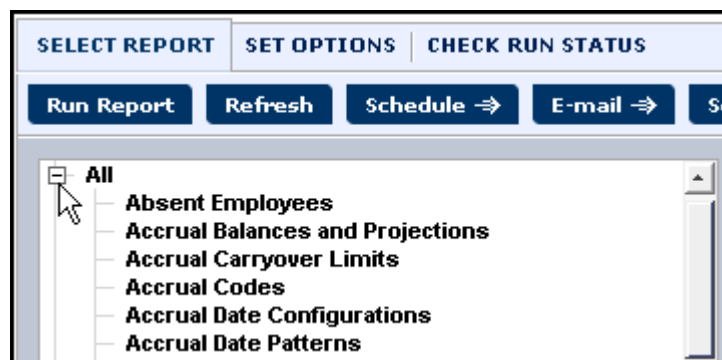 SELECT REPORT SET OPTIONS CHECK RUN STATUS
Run Report Refresh Schedule E-mail
All
Absent Employees
Accrual Balances and Projections
Accrual Carryover Limits
Accrual Codes
Accrual Date Configurations
Accrual Date Patterns